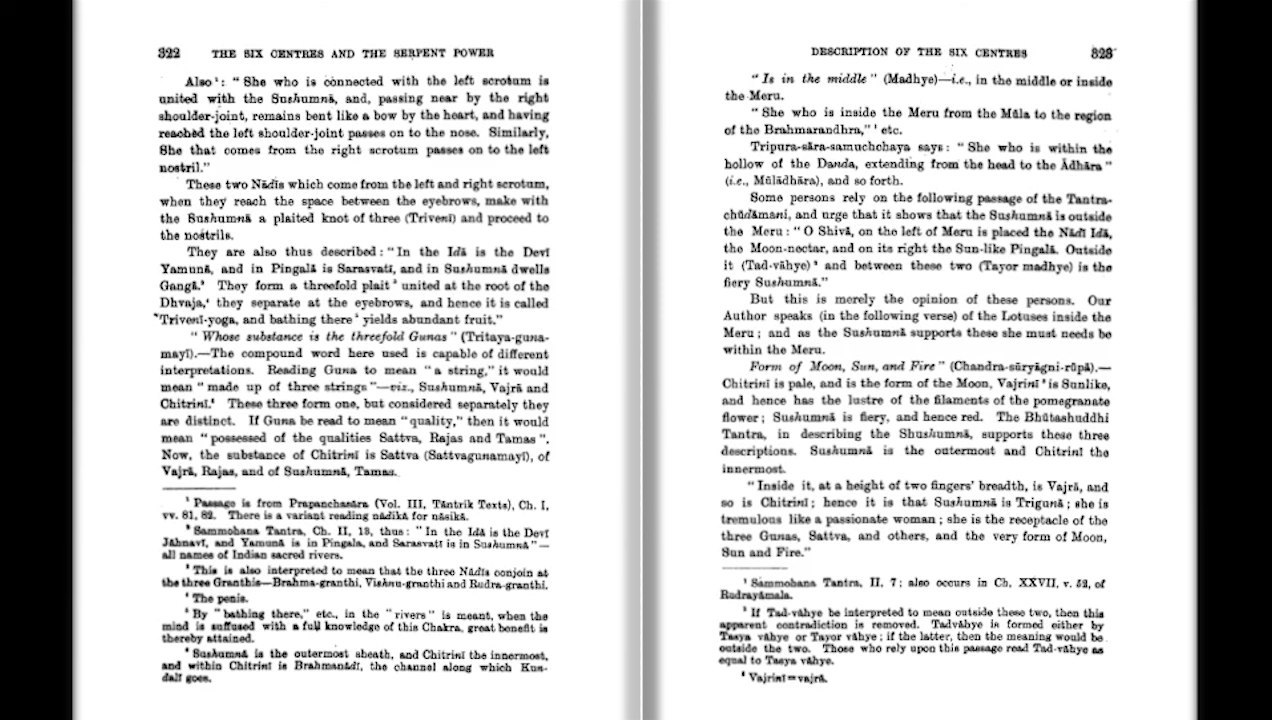 322 THE SIX CENTRES AND THE SERPENT POWER
Also¹: “ She who is connected with the left scrotum is
united with the Sushumnā, and, passing near by the right
shoulder-joint, remains bent like a bow by the heart, and having
reached the left shoulder-joint passes on to the nose. Similarly,
She that comes from the right scrotum passes on to the left
nostril.”
These two Nādīs which come from the left and right scrotum,
when they reach the space between the eyebrows, make with
the Sushumnā a plaited knot of three (Trivenī) and proceed to
the nostrils.
They are also thus described: “ In the Idā is the Devī
Yamunā, and in Pingalā is Sarasvatī, and in Sushumnā dwells
Gangā.² They form a threefold plait³ united at the root of the
Dhvaja,⁴ they separate at the eyebrows, and hence it is called
Trivenī-yoga, and bathing there⁵ yields abundant fruit.”
“ Whose substance is the threefold Gunas ” (Tritaya-guna-
mayī).—The compound word here used is capable of different
interpretations. Reading Guna to mean “ a string,” it would
mean “ made up of three strings ”—viz., Sushumnā, Vajrā and
Chitrinī.⁶ These three form one, but considered separately they
are distinct. If Guna be read to mean “ quality,” then it would
mean “ possessed of the qualities Sattva, Rajas and Tamas ”.
Now, the substance of Chitrinī is Sattva (Sattvagunamayī), of
Vajrā, Rajas, and of Sushumnā, Tamas.
¹ Passage is from Prapanchasāra (Vol. III, Tāntrik Texts), Ch. I,
vv. 81, 82. There is a variant reading nādikā for nāsikā.
² Sammohana Tantra, Ch. II, 13, thus: “ In the Idā is the Devī
Jāhnavī, and Yamunā is in Pingala, and Sarasvatī is in Sushumnā ”—
all names of Indian sacred rivers.
³ This is also interpreted to mean that the three Nādīs conjoin at
the three Granthis—Brahma-granthi, Vishnu-granthi and Rudra-granthi.
⁴ The penis.
⁵ By “ bathing there,” etc., in the “ rivers ” is meant, when the
mind is suffused with a full knowledge of this Chakra, great benefit is
thereby attained.
⁶ Sushumnā is the outermost sheath, and Chitrinī the innermost,
and within Chitrinī is Brahmanādī, the channel along which Kun-
dalī goes.
DESCRIPTION OF THE SIX CENTRES 323
“ Is in the middle ” (Madhye)—i.e., in the middle or inside
the Meru.
“ She who is inside the Meru from the Mūla to the region
of the Brahmarandhra,” ¹ etc.
Tripura-sāra-samuchchaya says: “ She who is within the
hollow of the Danda, extending from the head to the Ādhāra ”
(i.e., Mūlādhāra), and so forth.
Some persons rely on the following passage of the Tantra-
chūdāmani, and urge that it shows that the Sushumnā is outside
the Meru: “ O Shivā, on the left of Meru is placed the Nādī Idā,
the Moon-nectar, and on its right the Sun-like Pingalā. Outside
it (Tad-vāhye)² and between these two (Tayor madhye) is the
fiery Sushumnā.”
But this is merely the opinion of these persons. Our
Author speaks (in the following verse) of the Lotuses inside the
Meru; and as the Sushumnā supports these she must needs be
within the Meru.
Form of Moon, Sun, and Fire ” (Chandra-sūryāgni-rūpā).—
Chitrinī is pale, and is the form of the Moon, Vajrinī³ is Sunlike,
and hence has the lustre of the filaments of the pomegranate
flower; Sushumnā is fiery, and hence red. The Bhūtashuddhi
Tantra, in describing the Shushumnā, supports these three
descriptions. Sushumnā is the outermost and Chitrinī the
innermost.
“ Inside it, at a height of two fingers’ breadth, is Vajrā, and
so is Chitrinī; hence it is that Sushumnā is Trigunā; she is
tremulous like a passionate woman; she is the receptacle of the
three Gunas, Sattva, and others, and the very form of Moon,
Sun and Fire.”
¹ Sammohana Tantra, II. 7; also occurs in Ch. XXVII, v. 52, of
Rudrayāmala.
² If Tad-vāhye be interpreted to mean outside these two, then this
apparent contradiction is removed. Tadvāhye is formed either by
Tasya vāhye or Tayor vāhye; if the latter, then the meaning would be
outside the two. Those who rely upon this passage read Tad-vāhye as
equal to Tasya vāhye.
³ Vajrinī=vajrā.